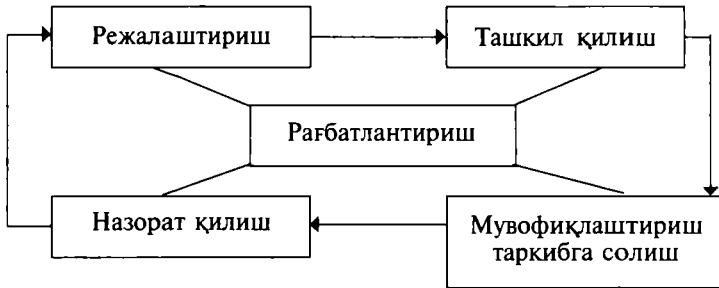 Режалаштириш
Ташкил қилиш
Рағбатлантириш
Назорат қилиш
Мувофиқлаштириш
таркибга солиш